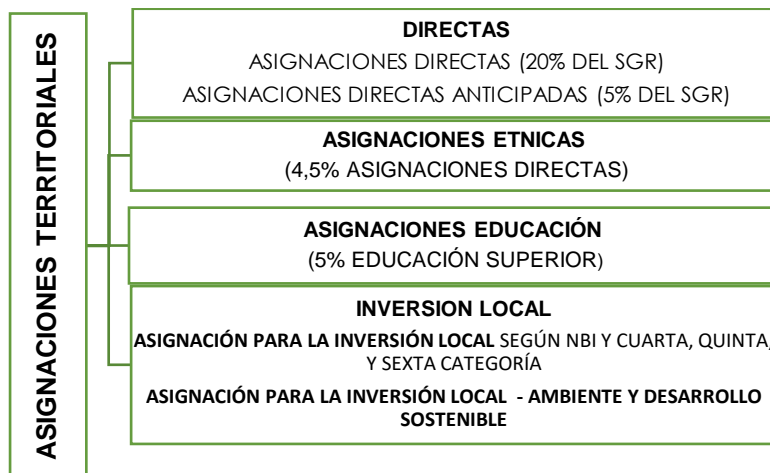 ASIGNACIONES TERRITORIALES
DIRECTAS
ASIGNACIONES DIRECTAS (20% DEL SGR)
ASIGNACIONES DIRECTAS ANTICIPADAS (5% DEL SGR)
ASIGNACIONES ETNICAS
(4,5% ASIGNACIONES DIRECTAS)
ASIGNACIONES EDUCACIÓN
(5% EDUCACIÓN SUPERIOR)
INVERSION LOCAL
ASIGNACIÓN PARA LA INVERSIÓN LOCAL SEGÚN NBI Y CUARTA, QUINTA,
Y SEXTA CATEGORÍA
ASIGNACIÓN PARA LA INVERSIÓN LOCAL - AMBIENTE Y DESARROLLO
SOSTENIBLE